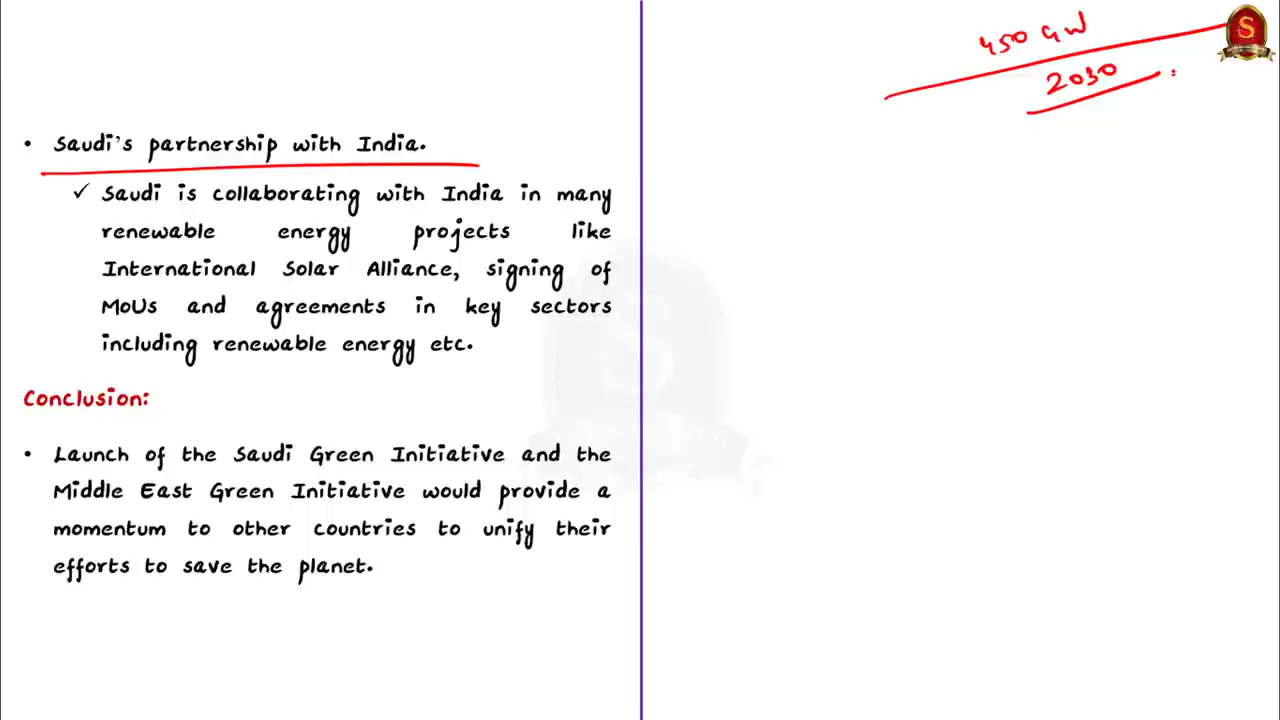 450 GW
2030
• Saudi's partnership with India.
✓ Saudi is collaborating with India in many
renewable energy projects like
International Solar Alliance, signing of
MoUs and agreements in key sectors
including renewable energy etc.
Conclusion:
• Launch of the Saudi Green Initiative and the
Middle East Green Initiative would provide a
momentum to other countries to unify their
efforts to save the planet.
S